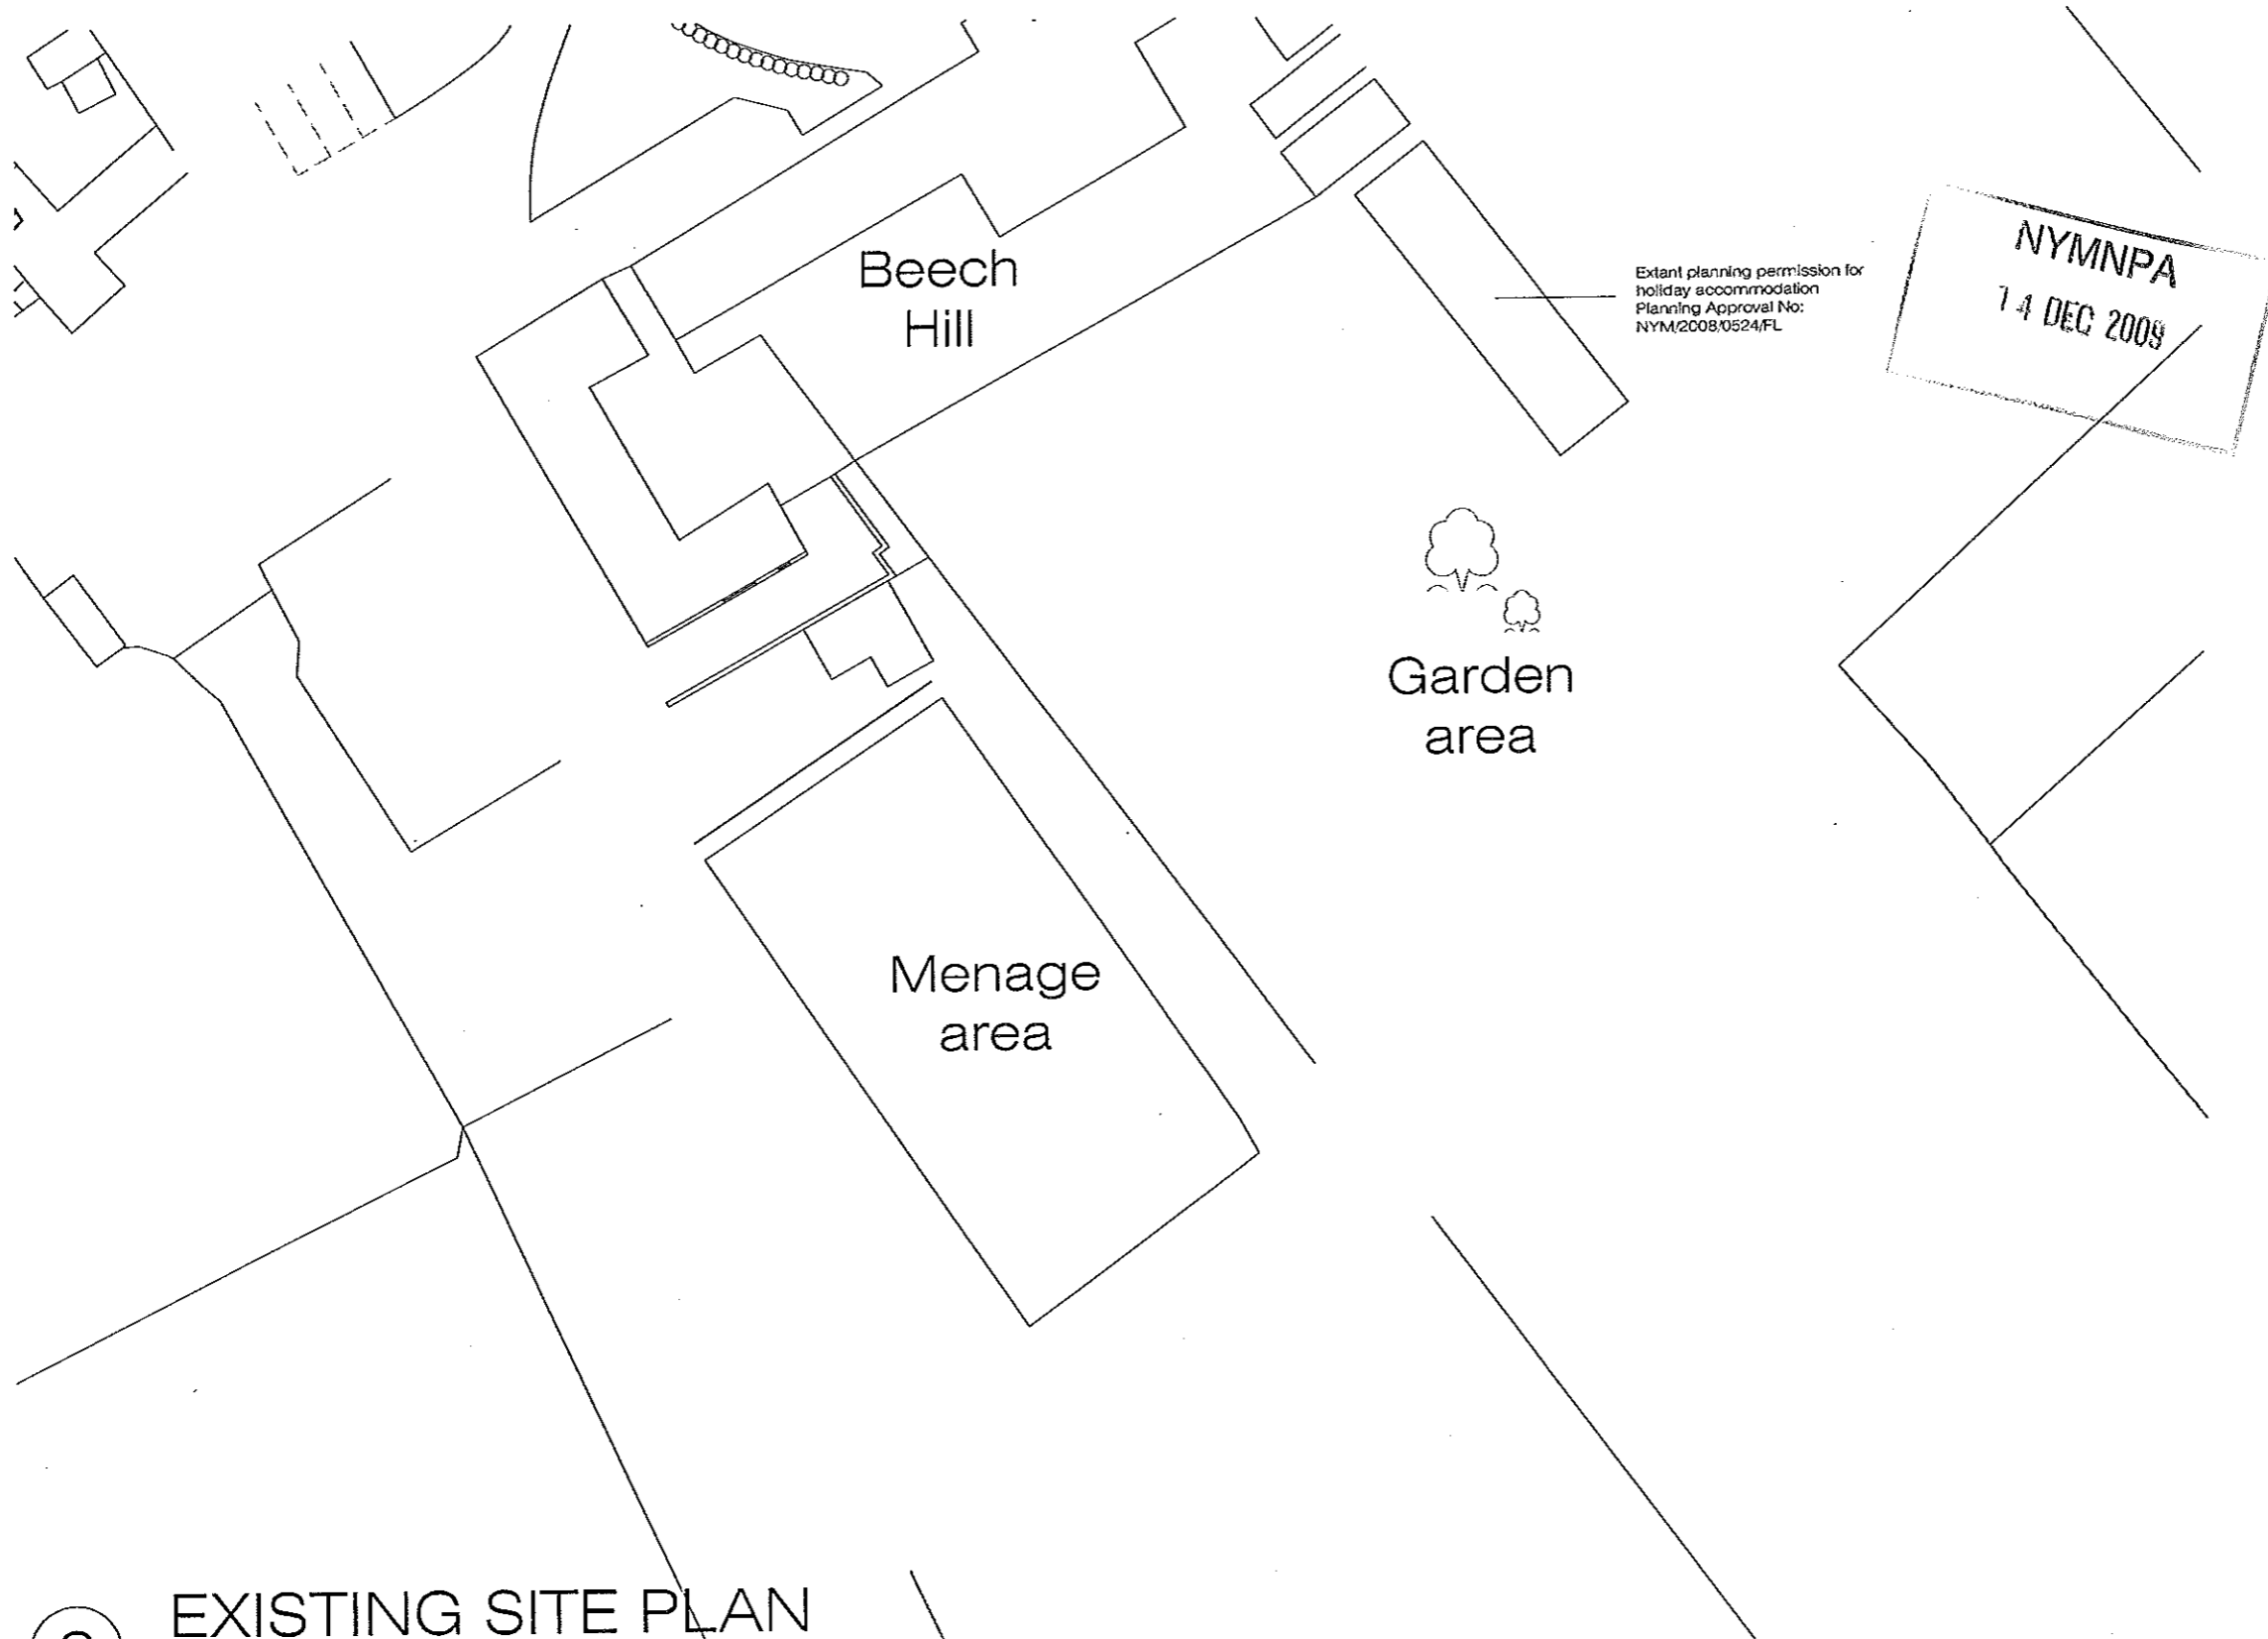 Beech
Hill
Extant planning permission for
holiday accommodation
Planning Approval No:
NYM/2008/0524/FL
NYMNPA
14 DEC 2009
Garden
area
Menage
area
EXISTING SITE PLAN